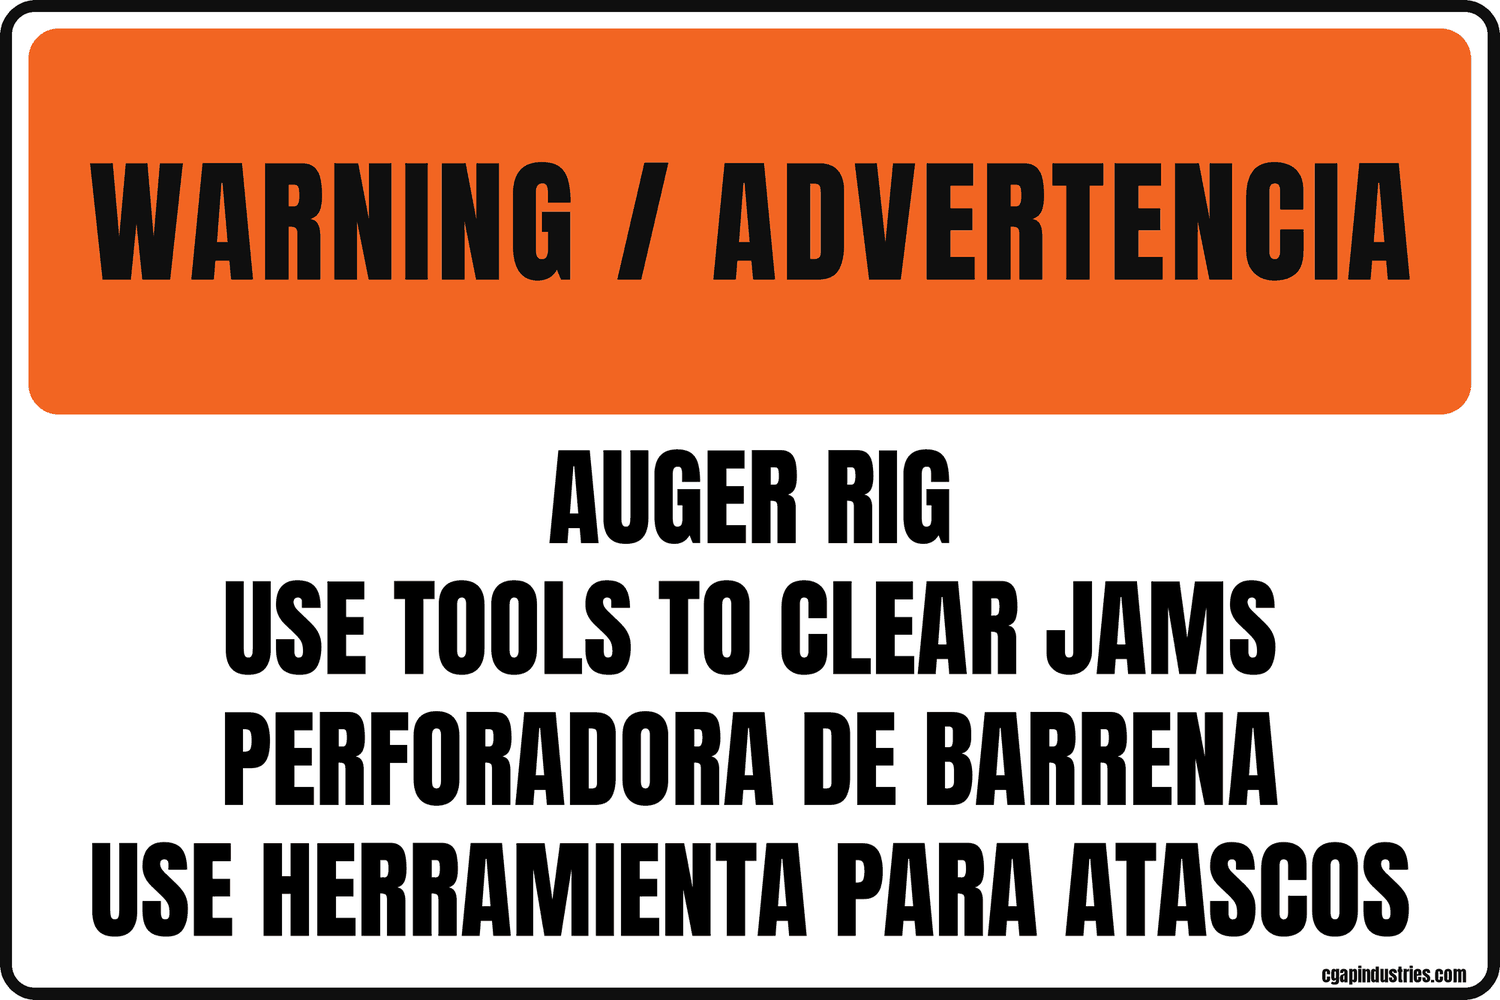 WARNING / ADVERTENCIA
AUGER RIG
USE TOOLS TO CLEAR JAMS
PERFORADORA DE BARRENA
USE HERRAMIENTA PARA ATASCOS
cgapindustries.com